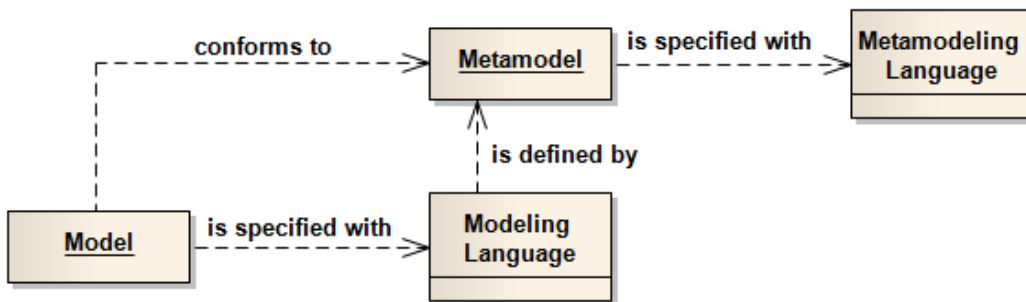 conforms to
Metamodel
is specified with
Metamodeling
Language
is defined by
Model
is specified with
Modeling
Language